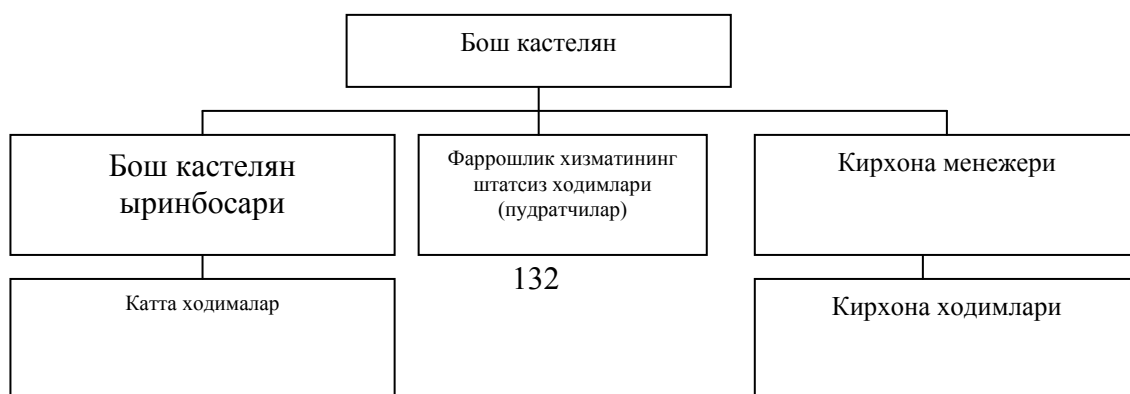 Бош кастелян
Бош кастелян
ыринбосари
Фаррошлик хизматининг
штатсиз ходимлари
(пудратчилар)
Кирхона менежери
132
Катта ходималар
Кирхона ходимлари